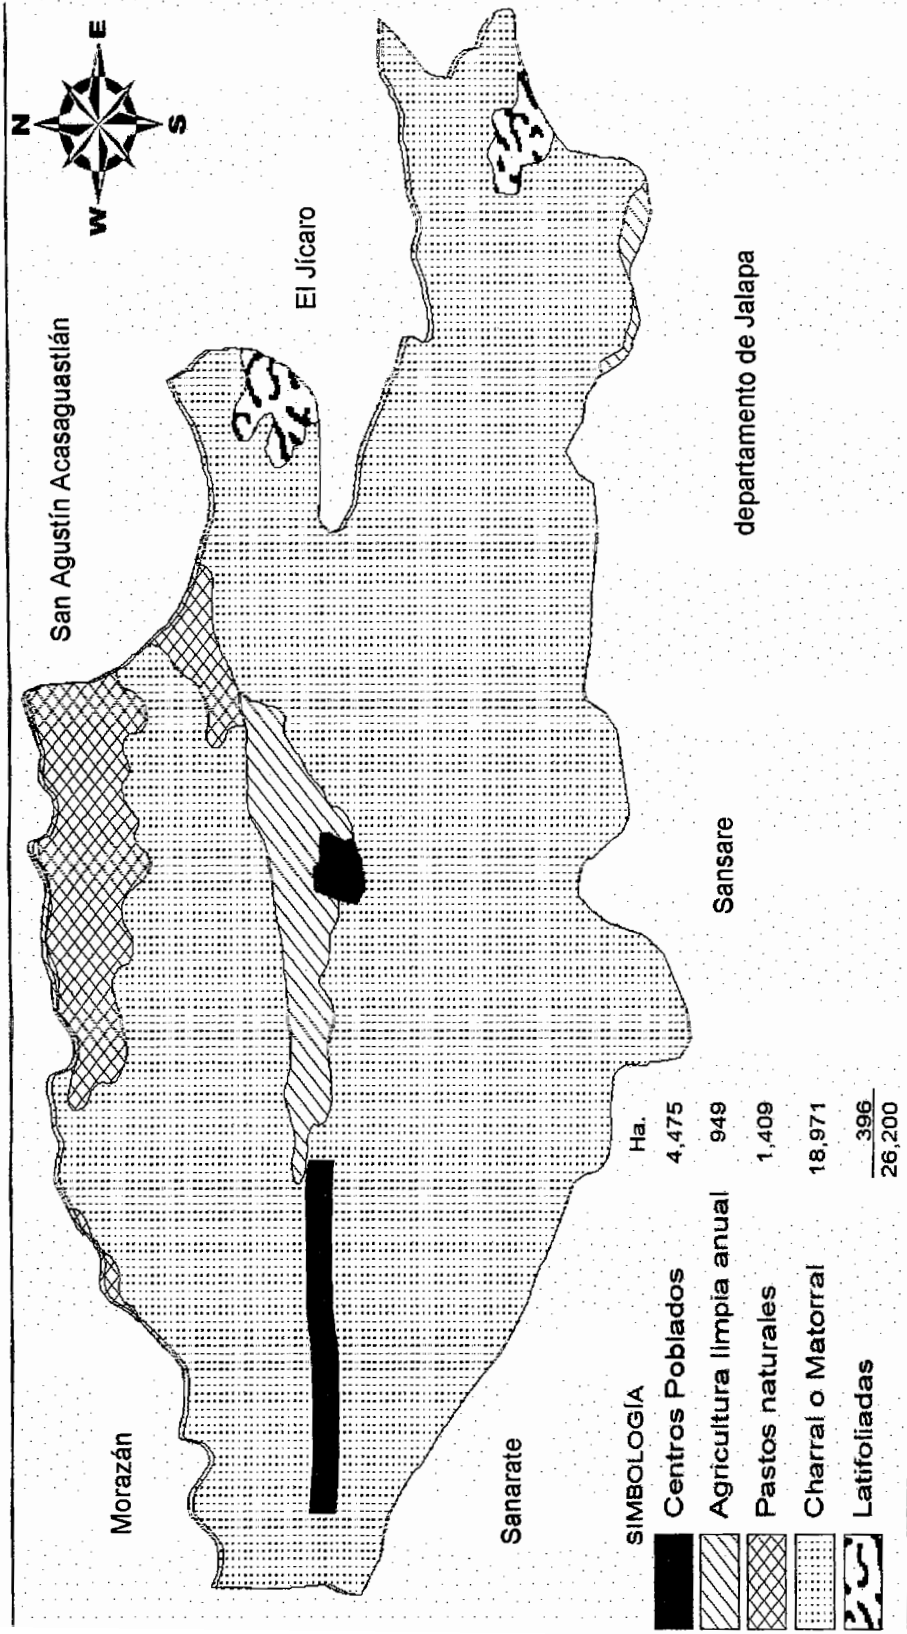 N
E
W
S
San Agustín Acasaguastlán
Morazán
El Jícaro
Sanarate
Sansare
departamento de Jalapa
SIMBOLOGÍA Ha.
Centros Poblados 4,475
Agricultura limpia anual 949
Pastos naturales 1,409
Charral o Matorral 18,971
Latifoliadas 396
26,200